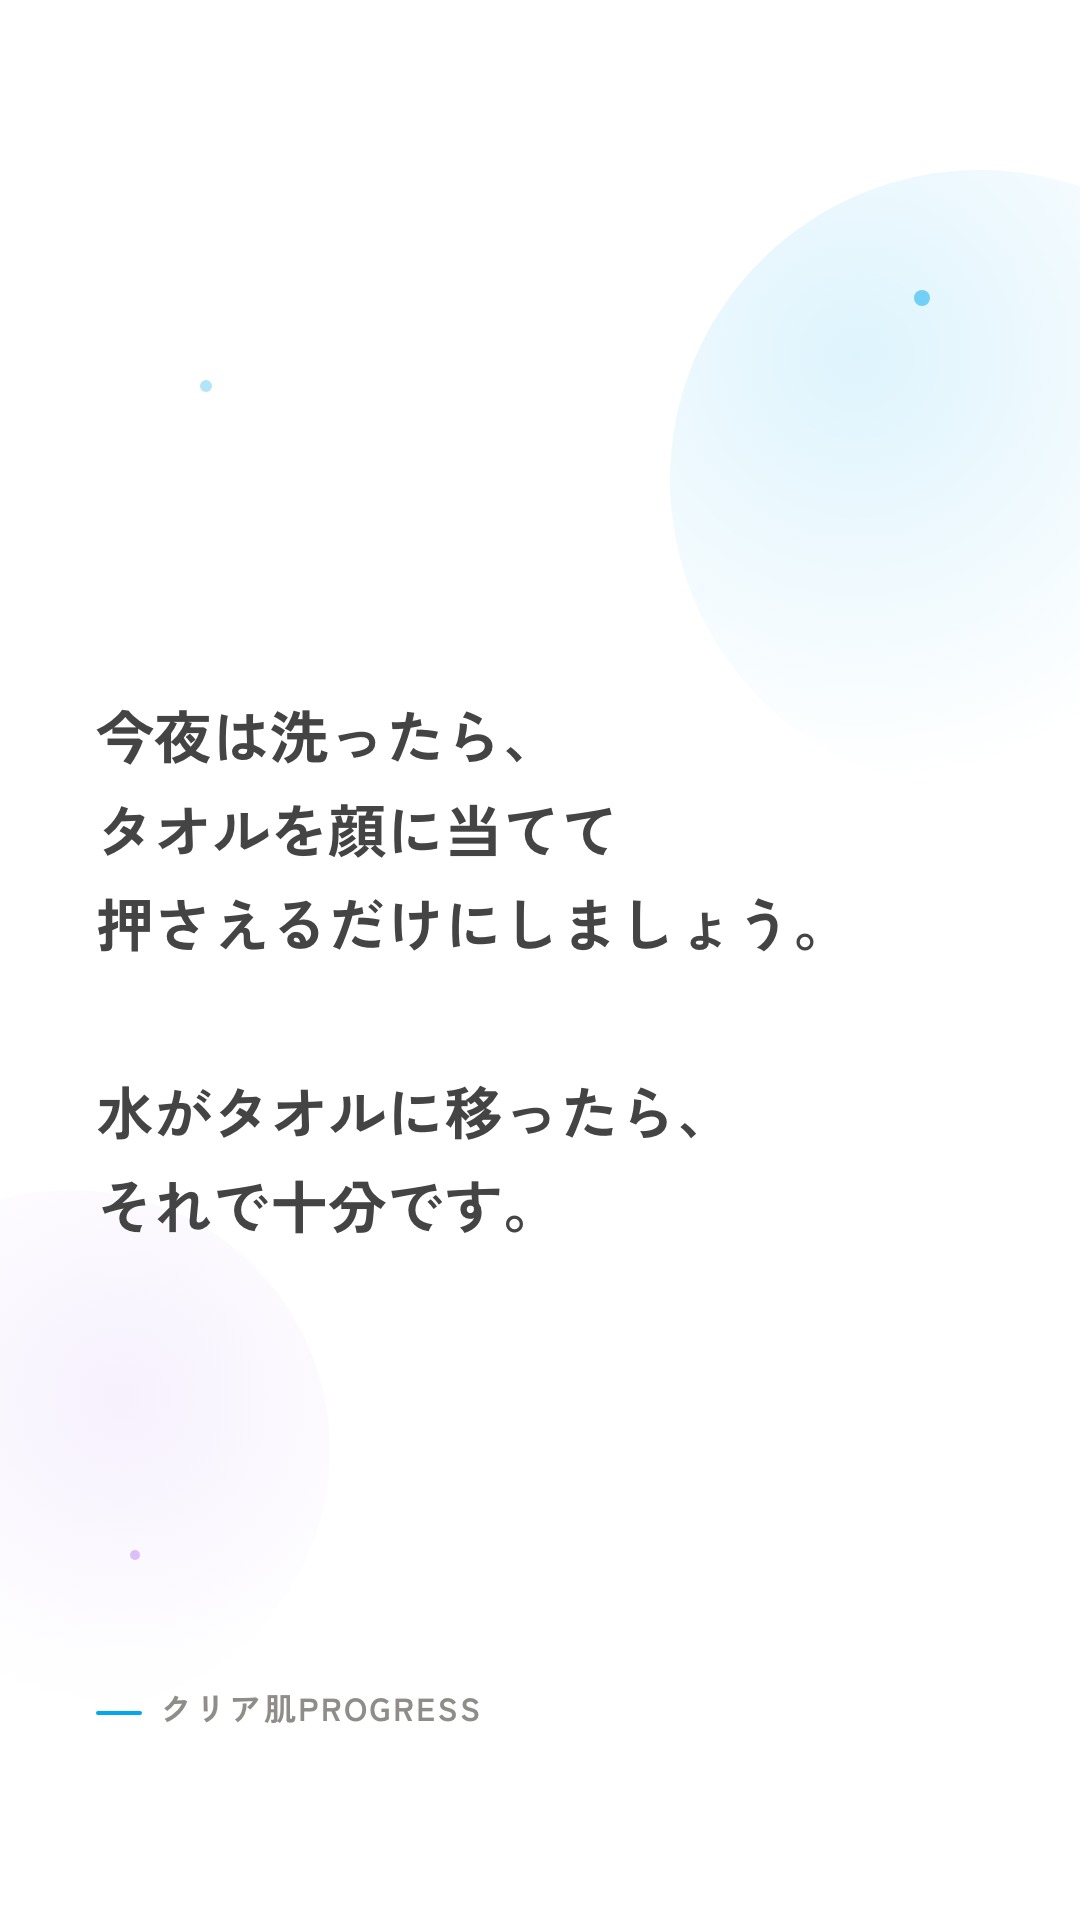 今夜は洗ったら、
タオルを顔に当てて
押さえるだけにしましょう。
水がタオルに移ったら、
それで十分です。
クリア肌PROGRESS